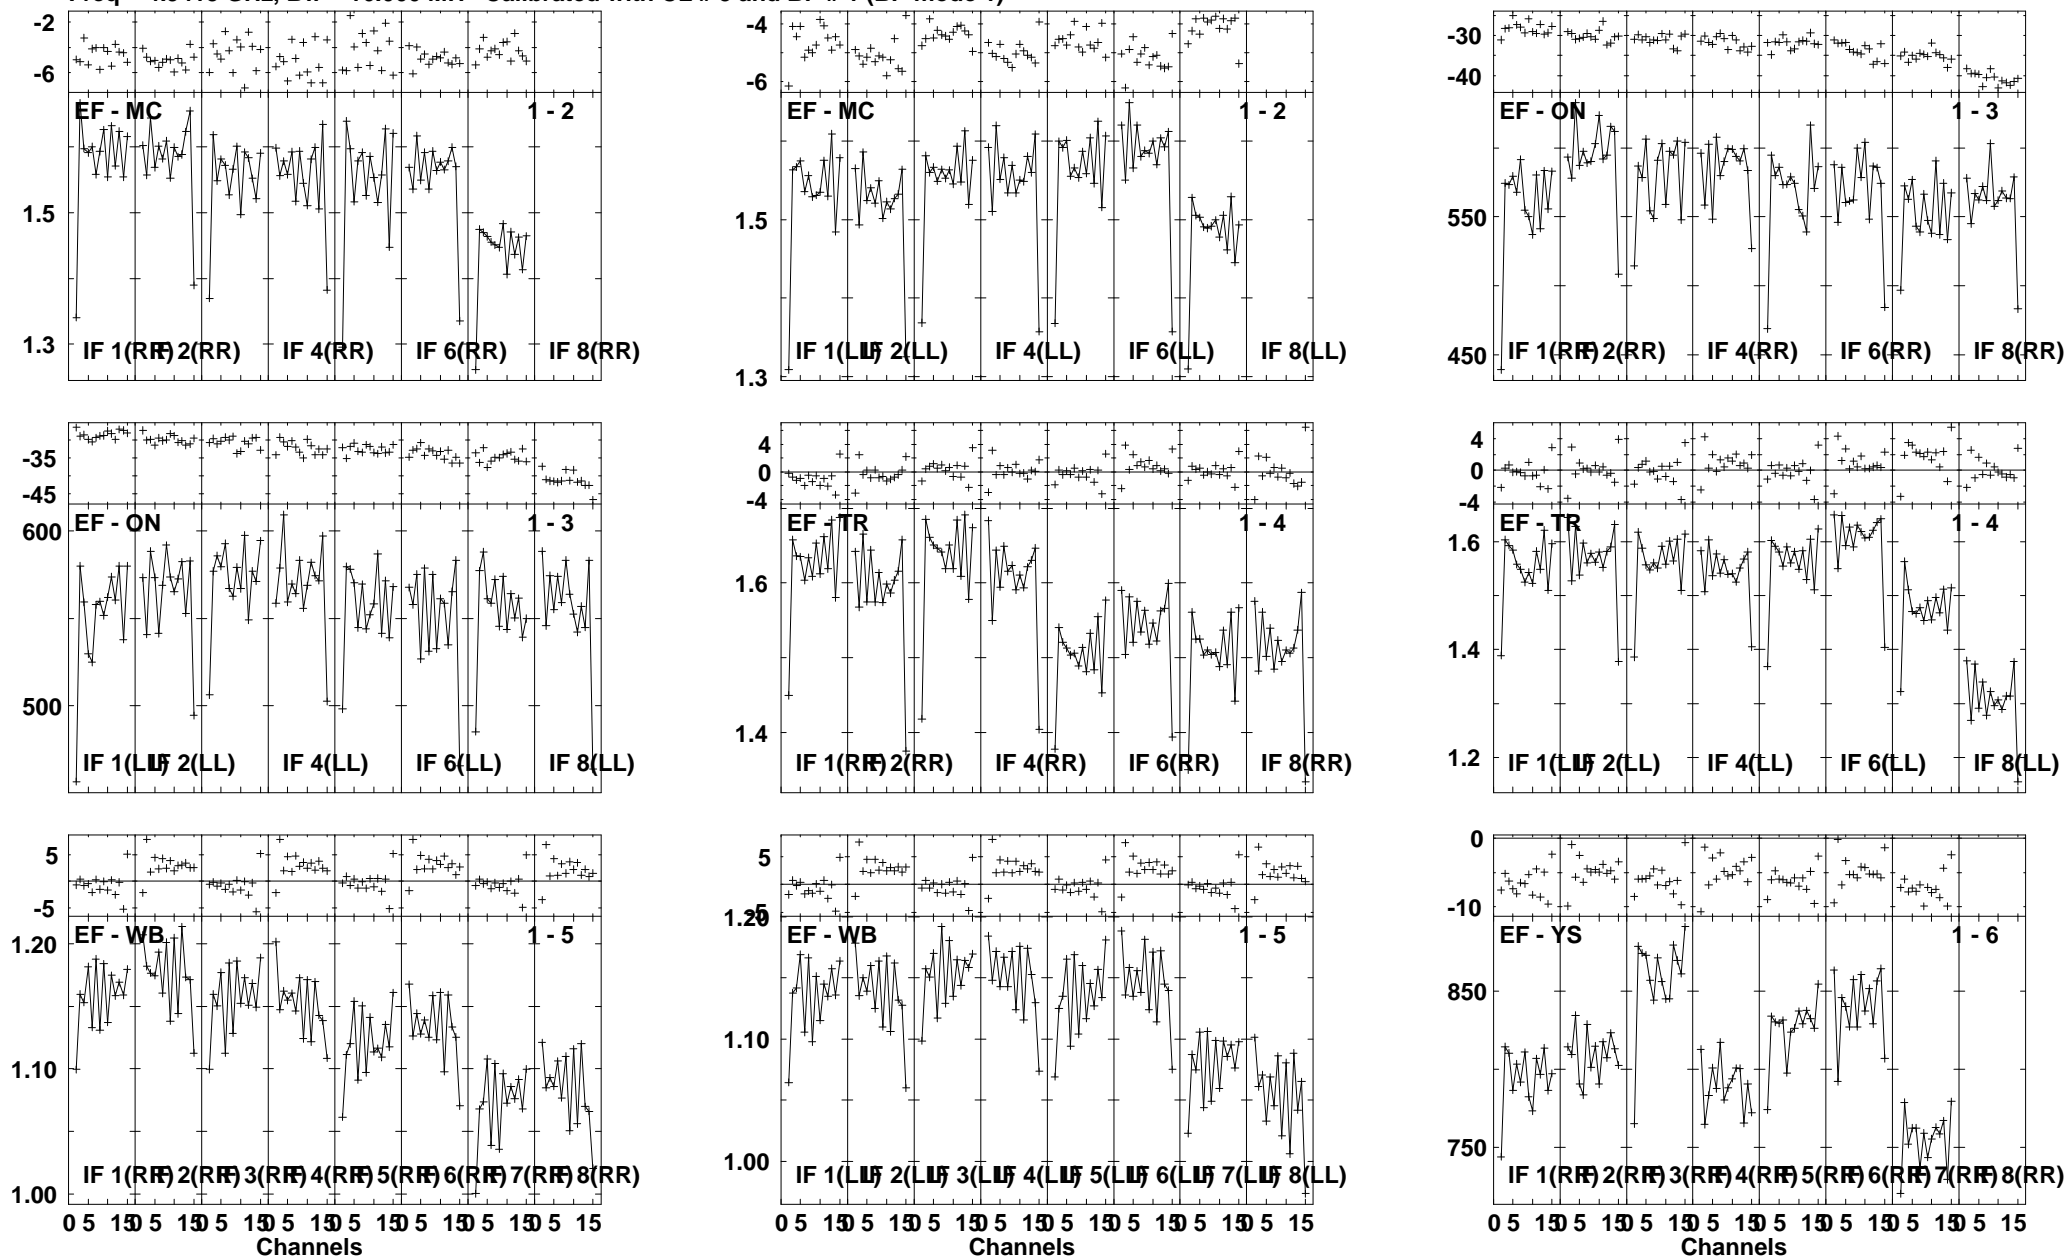 -2
-6
EF - MC
1 - 2
1.5
1.3
IF 1(RR)
IF 2(RR)
IF 4(RR)
IF 6(RR)
IF 8(RR)
-4
-6
EF - MC
1 - 2
1.5
1.3
IF 1(LL)
IF 2(LL)
IF 4(LL)
IF 6(LL)
IF 8(LL)
-30
-40
EF - ON
1 - 3
550
450
IF 1(RR)
IF 2(RR)
IF 4(RR)
IF 6(RR)
IF 8(RR)
-35
-45
EF - ON
1 - 3
600
500
IF 1(LL)
IF 2(LL)
IF 4(LL)
IF 6(LL)
IF 8(LL)
4
0
-4
EF - TR
1 - 4
1.6
1.4
IF 1(RR)
IF 2(RR)
IF 4(RR)
IF 6(RR)
IF 8(RR)
4
0
-4
EF - TR
1 - 4
1.6
1.4
1.2
IF 1(LL)
IF 2(LL)
IF 4(LL)
IF 6(LL)
IF 8(LL)
5
-5
EF - WB
1 - 5
1.20
1.10
1.00
IF 1(RR)
IF 2(RR)
IF 3(RR)
IF 4(RR)
IF 5(RR)
IF 6(RR)
IF 7(RR)
IF 8(RR)
0 5 15 0 5 15 0 5 15 0 5 15 0 5 15 0 5 15 0 5 15 0 5 15
Channels
5
-5
EF - WB
1 - 5
1.20
1.10
1.00
IF 1(LL)
IF 2(LL)
IF 3(LL)
IF 4(LL)
IF 5(LL)
IF 6(LL)
IF 7(LL)
IF 8(LL)
0 5 15 0 5 15 0 5 15 0 5 15 0 5 15 0 5 15 0 5 15 0 5 15
Channels
0
-10
EF - YS
1 - 6
850
750
IF 1(RR)
IF 2(RR)
IF 3(RR)
IF 4(RR)
IF 5(RR)
IF 6(RR)
IF 7(RR)
IF 8(RR)
0 5 15 0 5 15 0 5 15 0 5 15 0 5 15 0 5 15 0 5 15 0 5 15
Channels